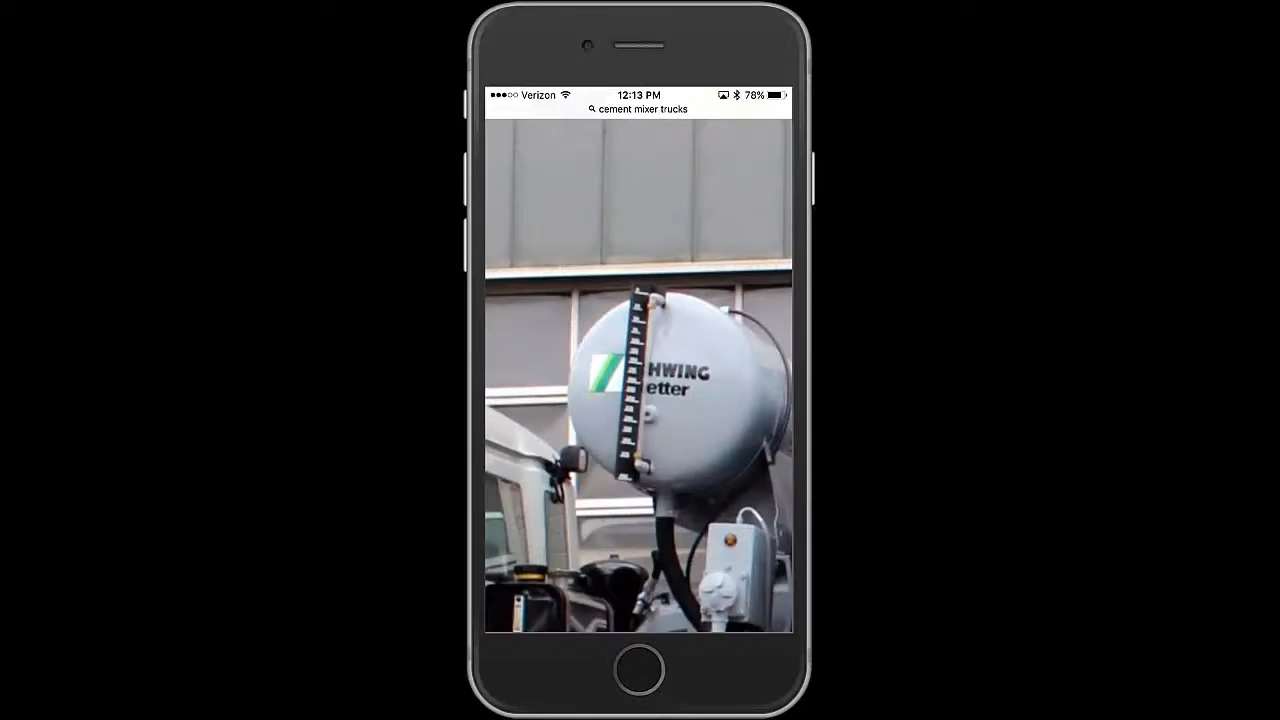 Verizon
12:13 PM
78%
cement mixer trucks
HWING
etter